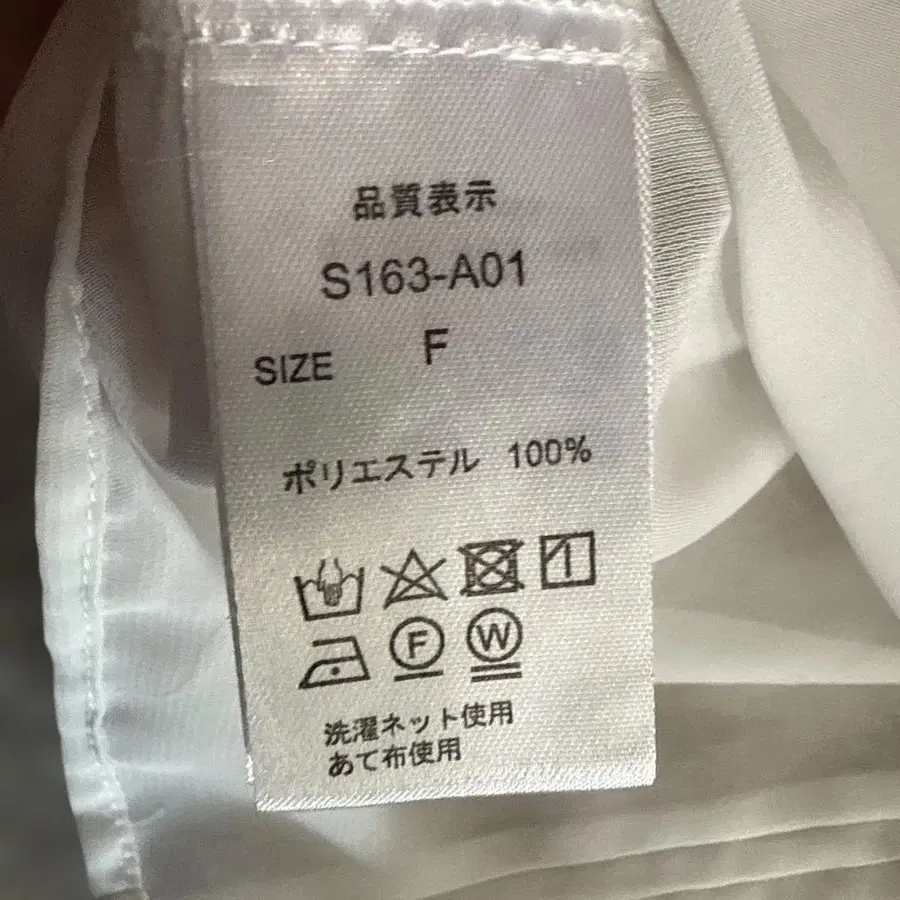 品質表示
S163-A01
SIZE F
ポリエステル 100%
F W
洗濯ネット使用
あて布使用